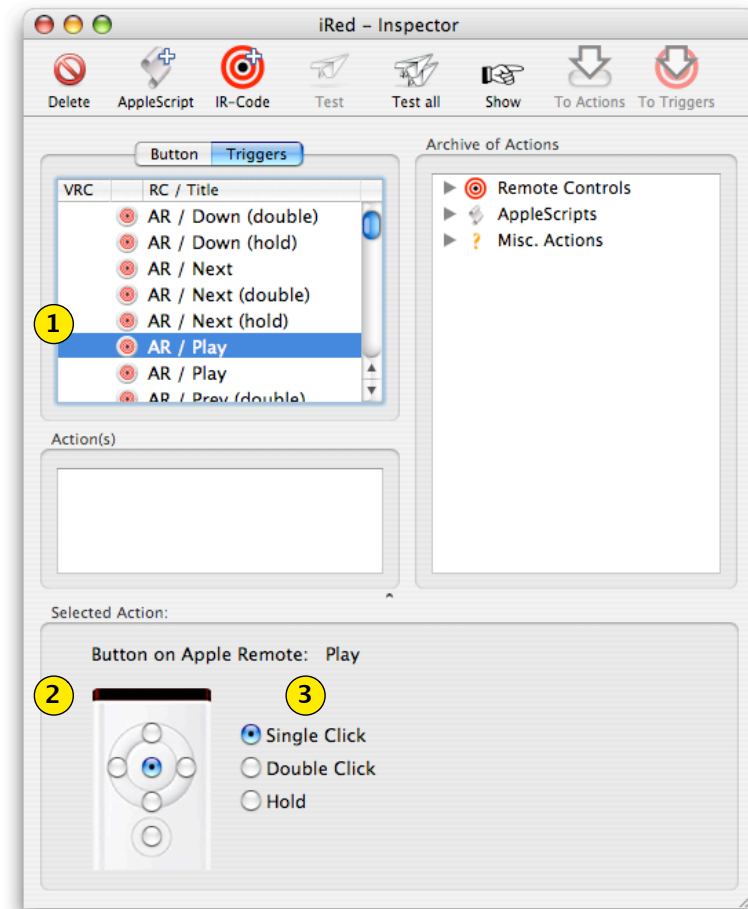 iRed – Inspector
Delete AppleScript IR-Code Test Test all Show To Actions To Triggers
Button Triggers
VRC RC / Title
AR / Down (double)
AR / Down (hold)
AR / Next
AR / Next (double)
AR / Next (hold)
1
AR / Play
AR / Play
AR / Prev (double)
Action(s)
Archive of Actions
Remote Controls
AppleScripts
? Misc. Actions
Selected Action:
Button on Apple Remote: Play
2
3
Single Click
Double Click
Hold